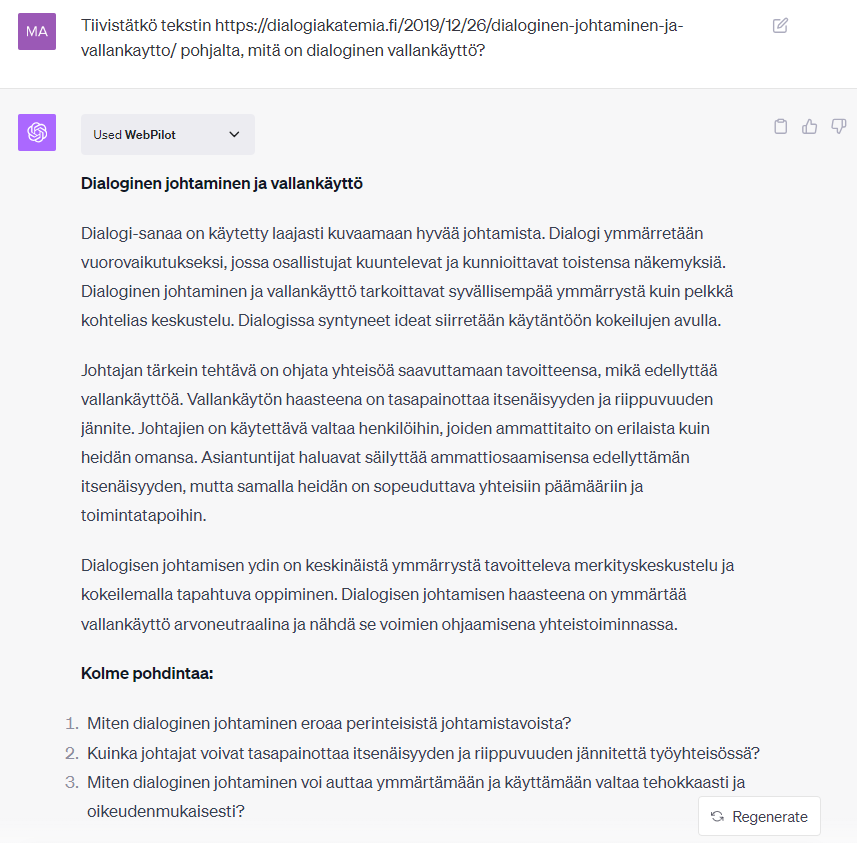 MA
Tiivistätkö tekstin https://dialogiakatemia.fi/2019/12/26/dialoginen-johtaminen-ja-
vallankaytto/ pohjalta, mitä on dialoginen vallankäyttö?
Used WebPilot
Dialoginen johtaminen ja vallankäyttö
Dialogi-sanaa on käytetty laajasti kuvaamaan hyvää johtamista. Dialogi ymmärretään
vuorovaikutukseksi, jossa osallistujat kuuntelevat ja kunnioittavat toistensa näkemyksiä.
Dialoginen johtaminen ja vallankäyttö tarkoittavat syvällisempää ymmärrystä kuin pelkkä
kohtelias keskustelu. Dialogissa syntyneet ideat siirretään käytäntöön kokeilujen avulla.
Johtajan tärkein tehtävä on ohjata yhteisöä saavuttamaan tavoitteensa, mikä edellyttää
vallankäyttöä. Vallankäytön haasteena on tasapainottaa itsenäisyyden ja riippuvuuden
jännite. Johtajien on käytettävä valtaa henkilöihin, joiden ammattitaito on erilaista kuin
heidän omansa. Asiantuntijat haluavat säilyttää ammattiosaamisensa edellyttämän
itsenäisyyden, mutta samalla heidän on sopeuduttava yhteisiin päämääriin ja
toimintatapoihin.
Dialogisen johtamisen ydin on keskinäistä ymmärrystä tavoitteleva merkityskeskustelu ja
kokeilemalla tapahtuva oppiminen. Dialogisen johtamisen haasteena on ymmärtää
vallankäyttö arvoneutraalina ja nähdä se voimien ohjaamisena yhteistoiminnassa.
Kolme pohdintaa:
1. Miten dialoginen johtaminen eroaa perinteisistä johtamistavoista?
2. Kuinka johtajat voivat tasapainottaa itsenäisyyden ja riippuvuuden jännitettä työyhteisössä?
3. Miten dialoginen johtaminen voi auttaa ymmärtämään ja käyttämään valtaa tehokkaasti ja
oikeudenmukaisesti?
Regenerate